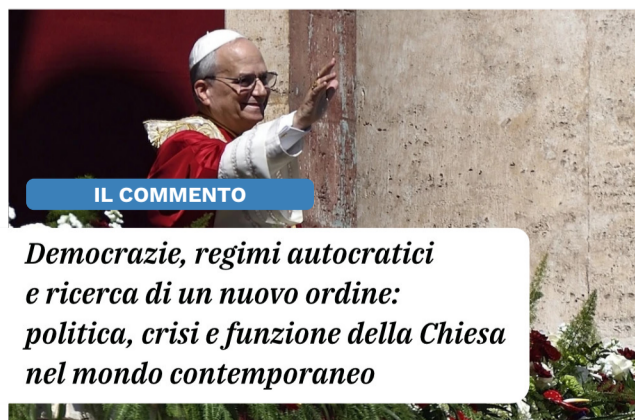 IL COMMENTO
Democrazie, regimi autocratici
e ricerca di un nuovo ordine:
politica, crisi e funzione della Chiesa
nel mondo contemporaneo